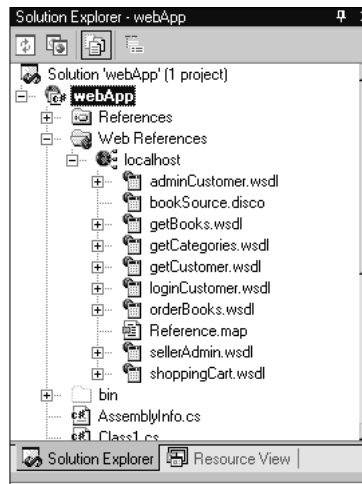 Solution Explorer - webApp
Solution 'webApp' (1 project)
webApp
References
Web References
localhost
adminCustomer.wsdl
bookSource.disco
getBooks.wsdl
getCategories.wsdl
getCustomer.wsdl
loginCustomer.wsdl
orderBooks.wsdl
Reference.map
sellerAdmin.wsdl
shoppingCart.wsdl
bin
AssemblyInfo.cs
Class1.cs
Solution Explorer Resource View